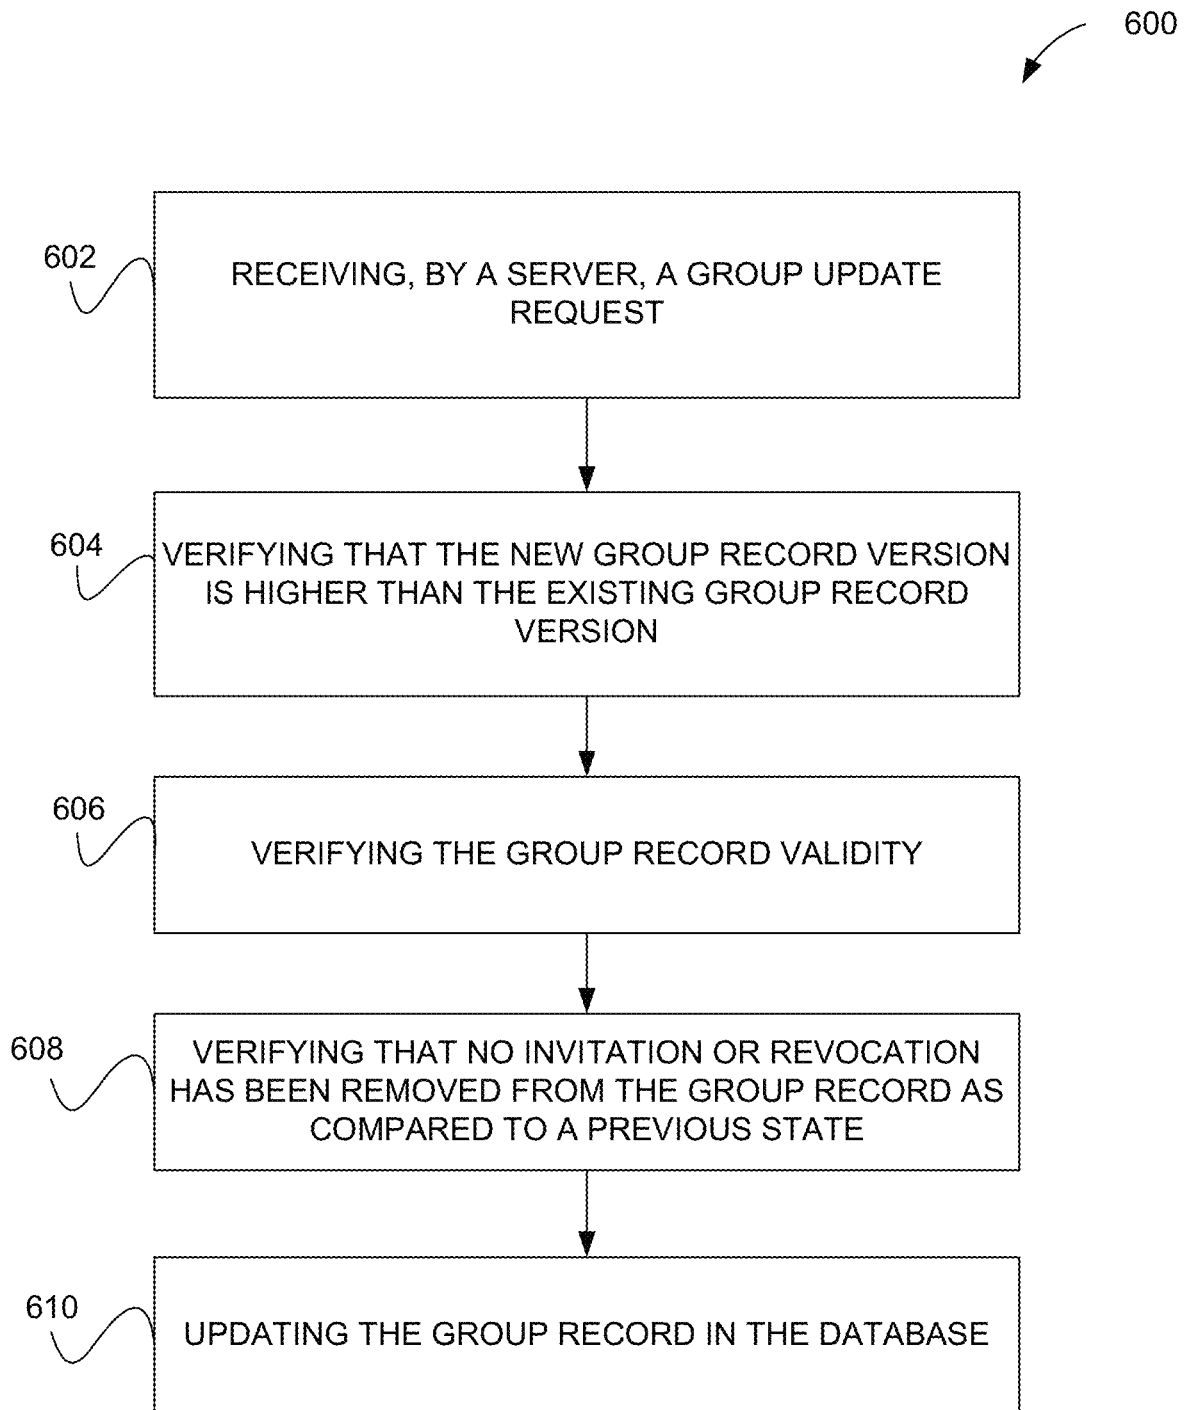 600
602
RECEIVING, BY A SERVER, A GROUP UPDATE
REQUEST
604
VERIFYING THAT THE NEW GROUP RECORD VERSION
IS HIGHER THAN THE EXISTING GROUP RECORD
VERSION
606
VERIFYING THE GROUP RECORD VALIDITY
608
VERIFYING THAT NO INVITATION OR REVOCATION
HAS BEEN REMOVED FROM THE GROUP RECORD AS
COMPARED TO A PREVIOUS STATE
610
UPDATING THE GROUP RECORD IN THE DATABASE